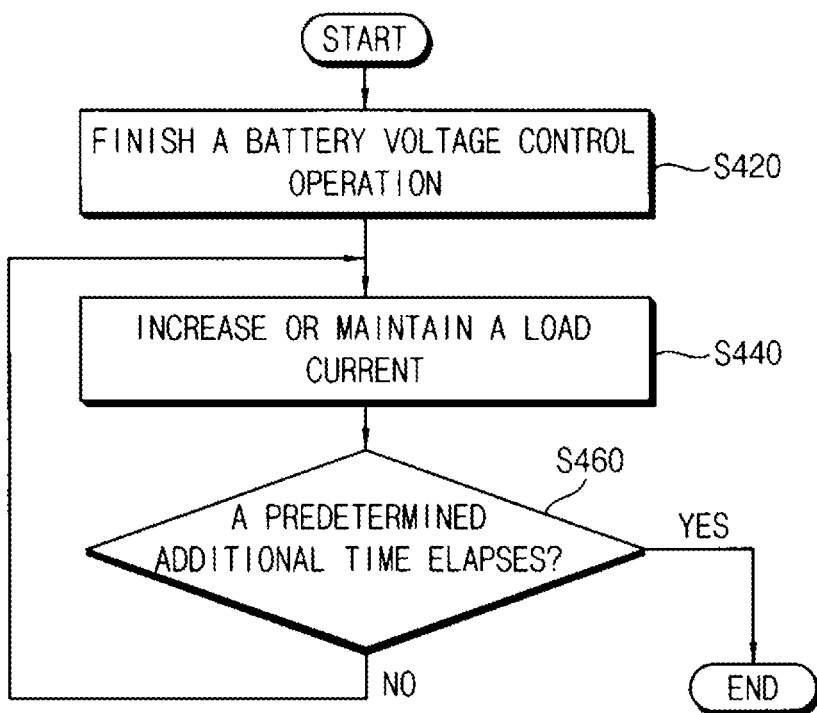 START
FINISH A BATTERY VOLTAGE CONTROL
OPERATION
S420
INCREASE OR MAINTAIN A LOAD
CURRENT
S440
S460
A PREDETERMINED
ADDITIONAL TIME ELAPSES?
YES
NO
END